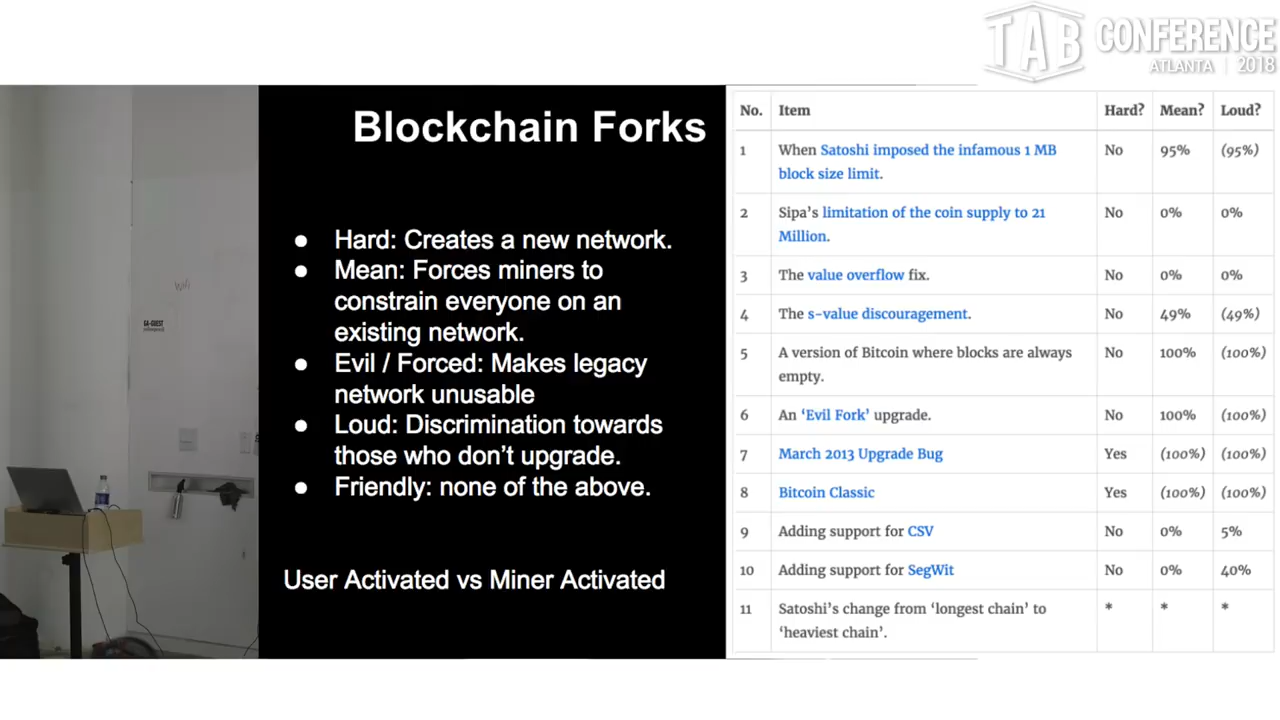 TAB CONFERENCE
ATLANTA | 2018
Blockchain Forks
● Hard: Creates a new network.
● Mean: Forces miners to
constrain everyone on an
existing network.
● Evil / Forced: Makes legacy
network unusable
● Loud: Discrimination towards
those who don't upgrade.
● Friendly: none of the above.
User Activated vs Miner Activated
No. Item Hard? Mean? Loud?
1 When Satoshi imposed the infamous 1 MB No 95% (95%)
block size limit.
2 Sipa's limitation of the coin supply to 21 No 0% 0%
Million.
3 The value overflow fix. No 0% 0%
4 The s-value discouragement. No 49% (49%)
5 A version of Bitcoin where blocks are always No 100% (100%)
empty.
6 An 'Evil Fork' upgrade. No 100% (100%)
7 March 2013 Upgrade Bug Yes (100%) (100%)
8 Bitcoin Classic Yes (100%) (100%)
9 Adding support for CSV No 0% 5%
10 Adding support for SegWit No 0% 40%
11 Satoshi's change from 'longest chain' to * * *
'heaviest chain'.
Wifi
GA-GUEST